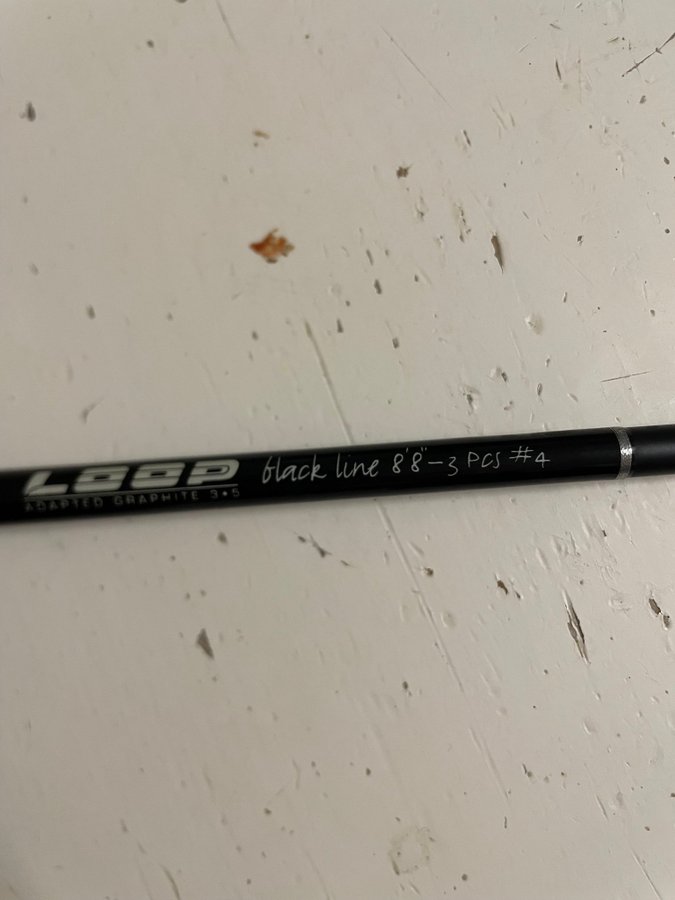 LOOP black line 8'8"-3 PCS #4
ADAPTED GRAPHITE 3•5